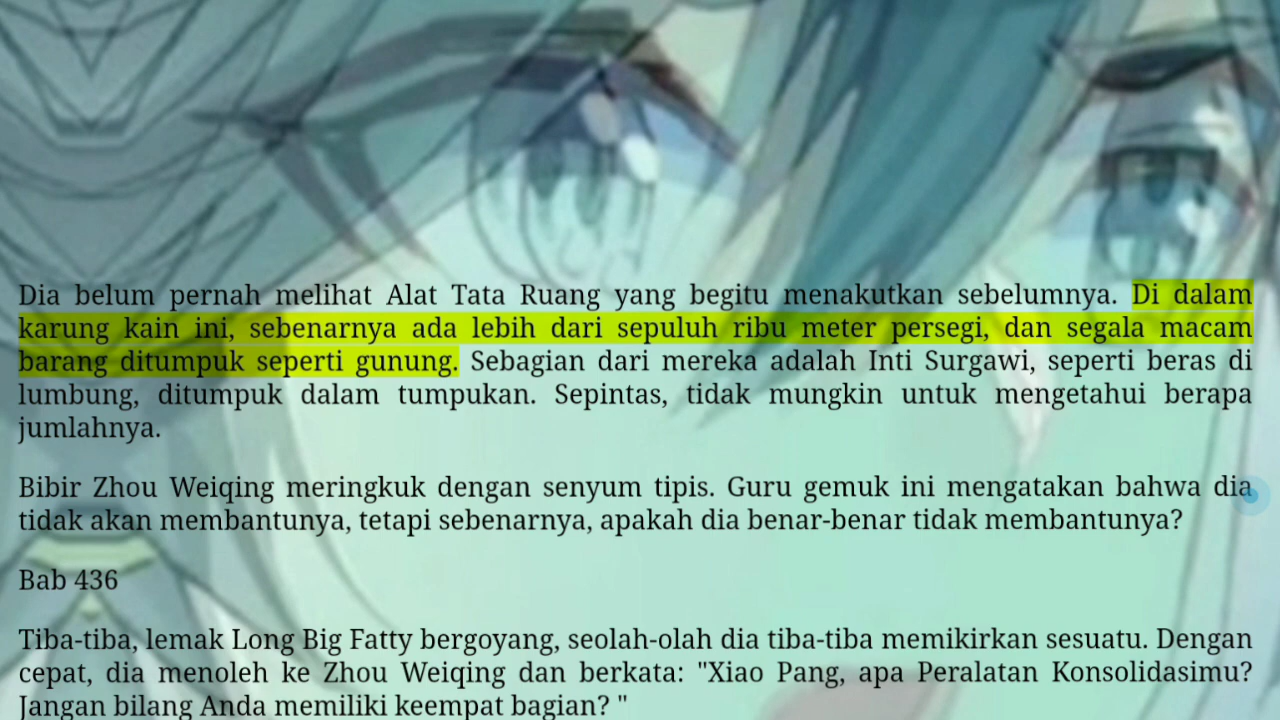 Dia belum pernah melihat Alat Tata Ruang yang begitu menakutkan sebelumnya. Di dalam
karung kain ini, sebenarnya ada lebih dari sepuluh ribu meter persegi, dan segala macam
barang ditumpuk seperti gunung. Sebagian dari mereka adalah Inti Surgawi, seperti beras di
lumbung, ditumpuk dalam tumpukan. Sepintas, tidak mungkin untuk mengetahui berapa
jumlahnya.
Bibir Zhou Weiqing meringkuk dengan senyum tipis. Guru gemuk ini mengatakan bahwa dia
tidak akan membantunya, tetapi sebenarnya, apakah dia benar-benar tidak membantunya?
Bab 436
Tiba-tiba, lemak Long Big Fatty bergoyang, seolah-olah dia tiba-tiba memikirkan sesuatu. Dengan
cepat, dia menoleh ke Zhou Weiqing dan berkata: "Xiao Pang, apa Peralatan Konsolidasimu?
Jangan bilang Anda memiliki keempat bagian? "